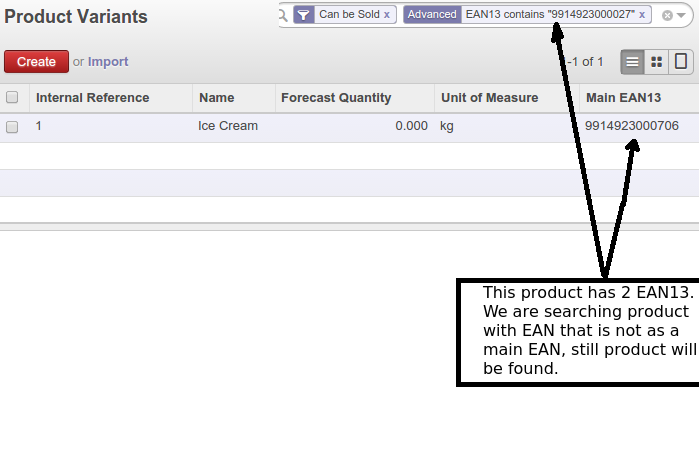 Product Variants
Can be Sold x Advanced EAN13 contains "9914923000027" x
Create or Import
-1 of 1
Internal Reference Name Forecast Quantity Unit of Measure Main EAN13
1 Ice Cream 0.000 kg 9914923000706
This product has 2 EAN13.
We are searching product
with EAN that is not as a
main EAN, still product will
be found.